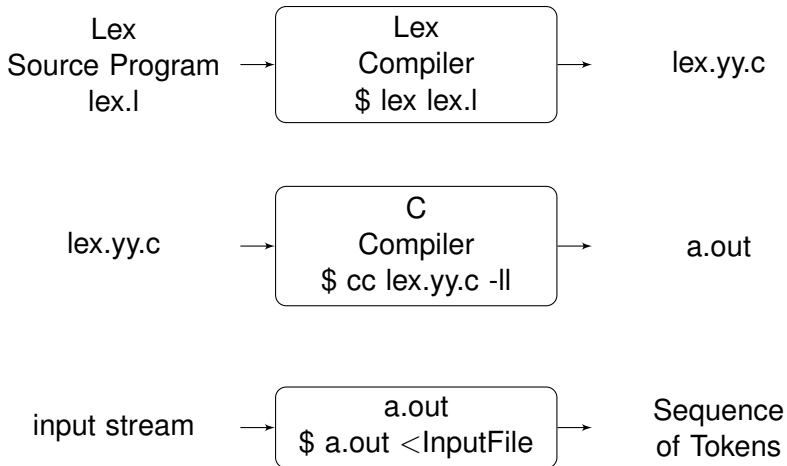 Lex
Source Program
lex.l
Lex
Compiler
$ lex lex.l
lex.yy.c
lex.yy.c
C
Compiler
$ cc lex.yy.c -ll
a.out
input stream
a.out
$ a.out <InputFile
Sequence
of Tokens